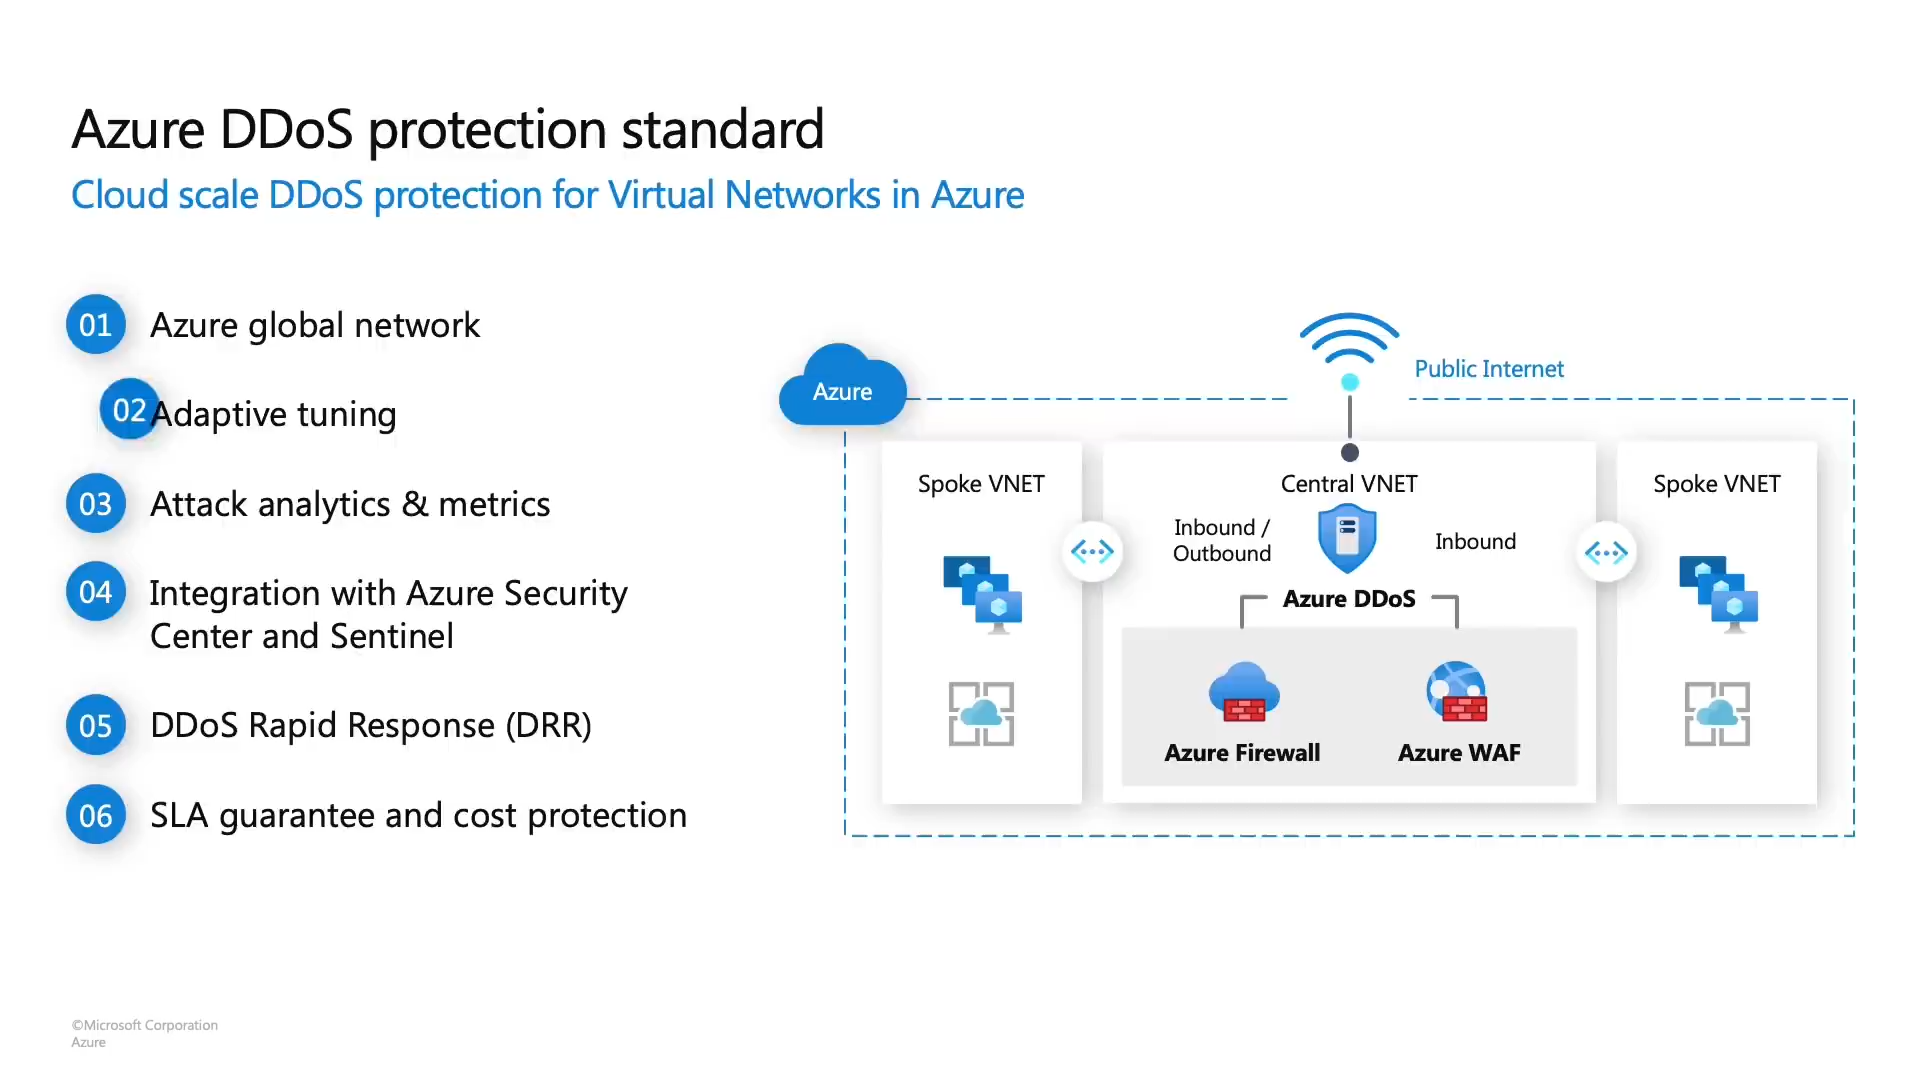 Azure DDoS protection standard
Cloud scale DDoS protection for Virtual Networks in Azure
01 Azure global network
02 Adaptive tuning
03 Attack analytics & metrics
04 Integration with Azure Security
Center and Sentinel
05 DDoS Rapid Response (DRR)
06 SLA guarantee and cost protection
Azure
Public Internet
Spoke VNET
Central VNET
Spoke VNET
Inbound /
Outbound
Inbound
Azure DDoS
Azure Firewall
Azure WAF
©Microsoft Corporation
Azure